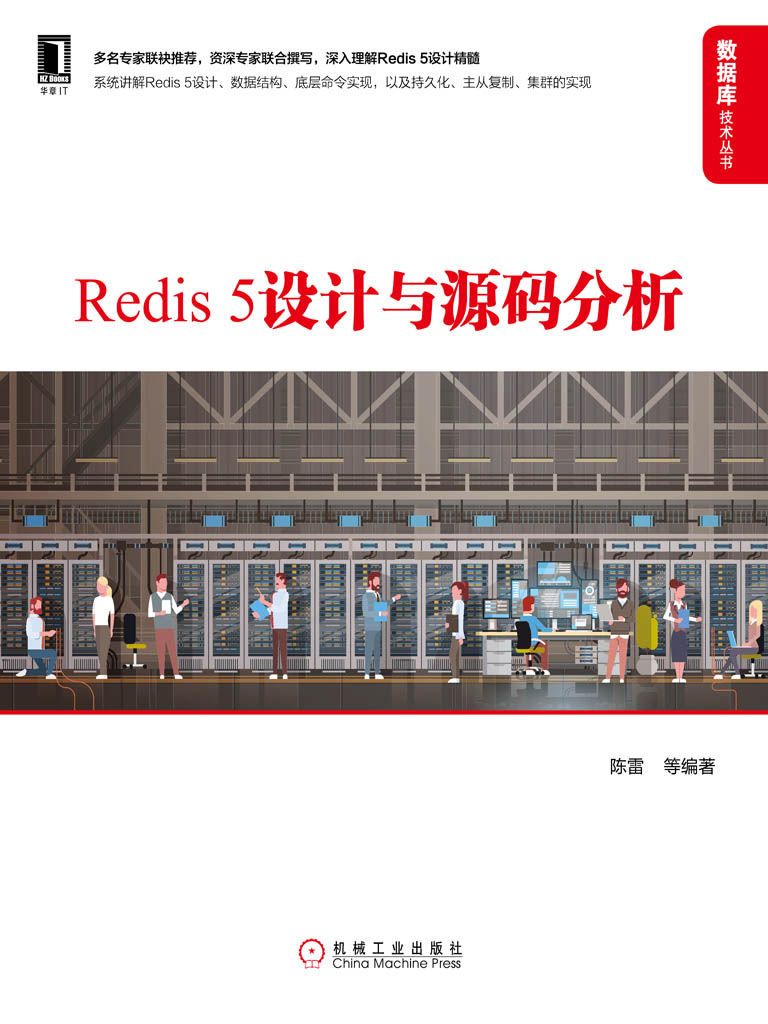 HZ Books
华章IT
多名专家联袂推荐，资深专家联合撰写，深入理解Redis 5设计精髓
系统讲解Redis 5设计、数据结构、底层命令实现，以及持久化、主从复制、集群的实现
数据库
技术丛书
Redis 5设计与源码分析
陈雷 等编著
机械工业出版社
China Machine Press